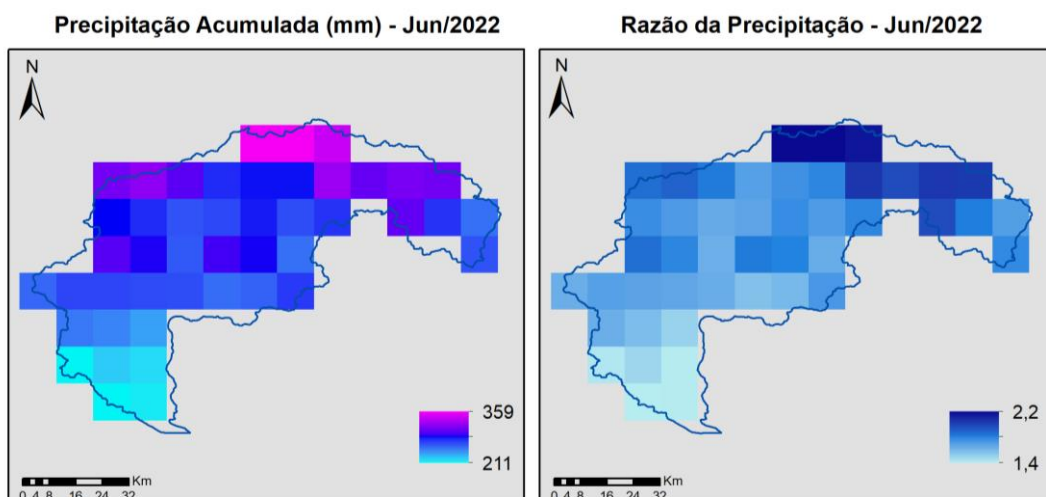 Precipitação Acumulada (mm) - Jun/2022
N
359
211
Km
0 4 8 16 24 32
Razão da Precipitação - Jun/2022
N
2,2
1,4
Km
0 4 8 16 24 32